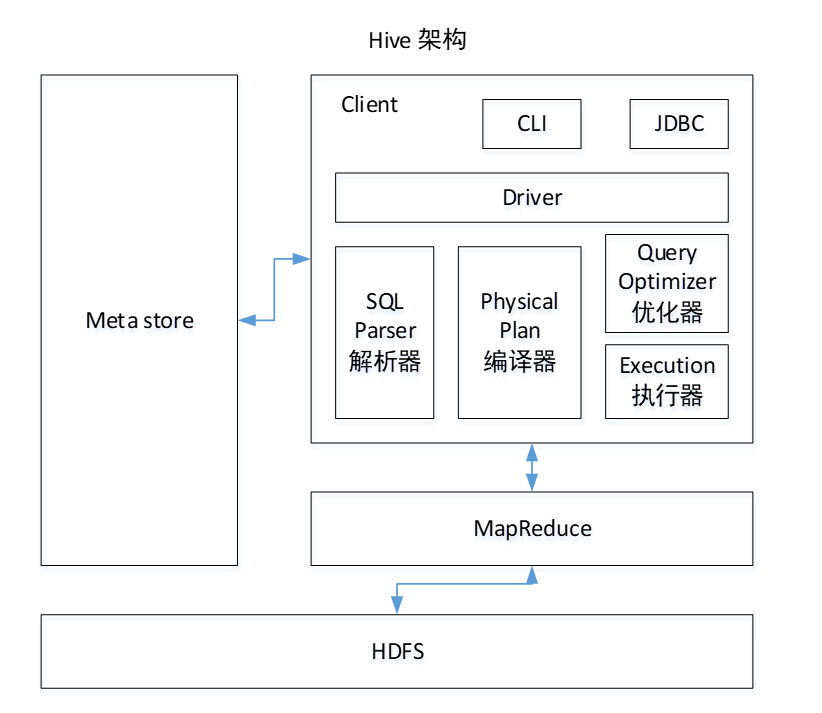 Hive 架构
Client
CLI
JDBC
Driver
Meta store
SQL
Parser
解析器
Physical
Plan
编译器
Query
Optimizer
优化器
Execution
执行器
MapReduce
HDFS